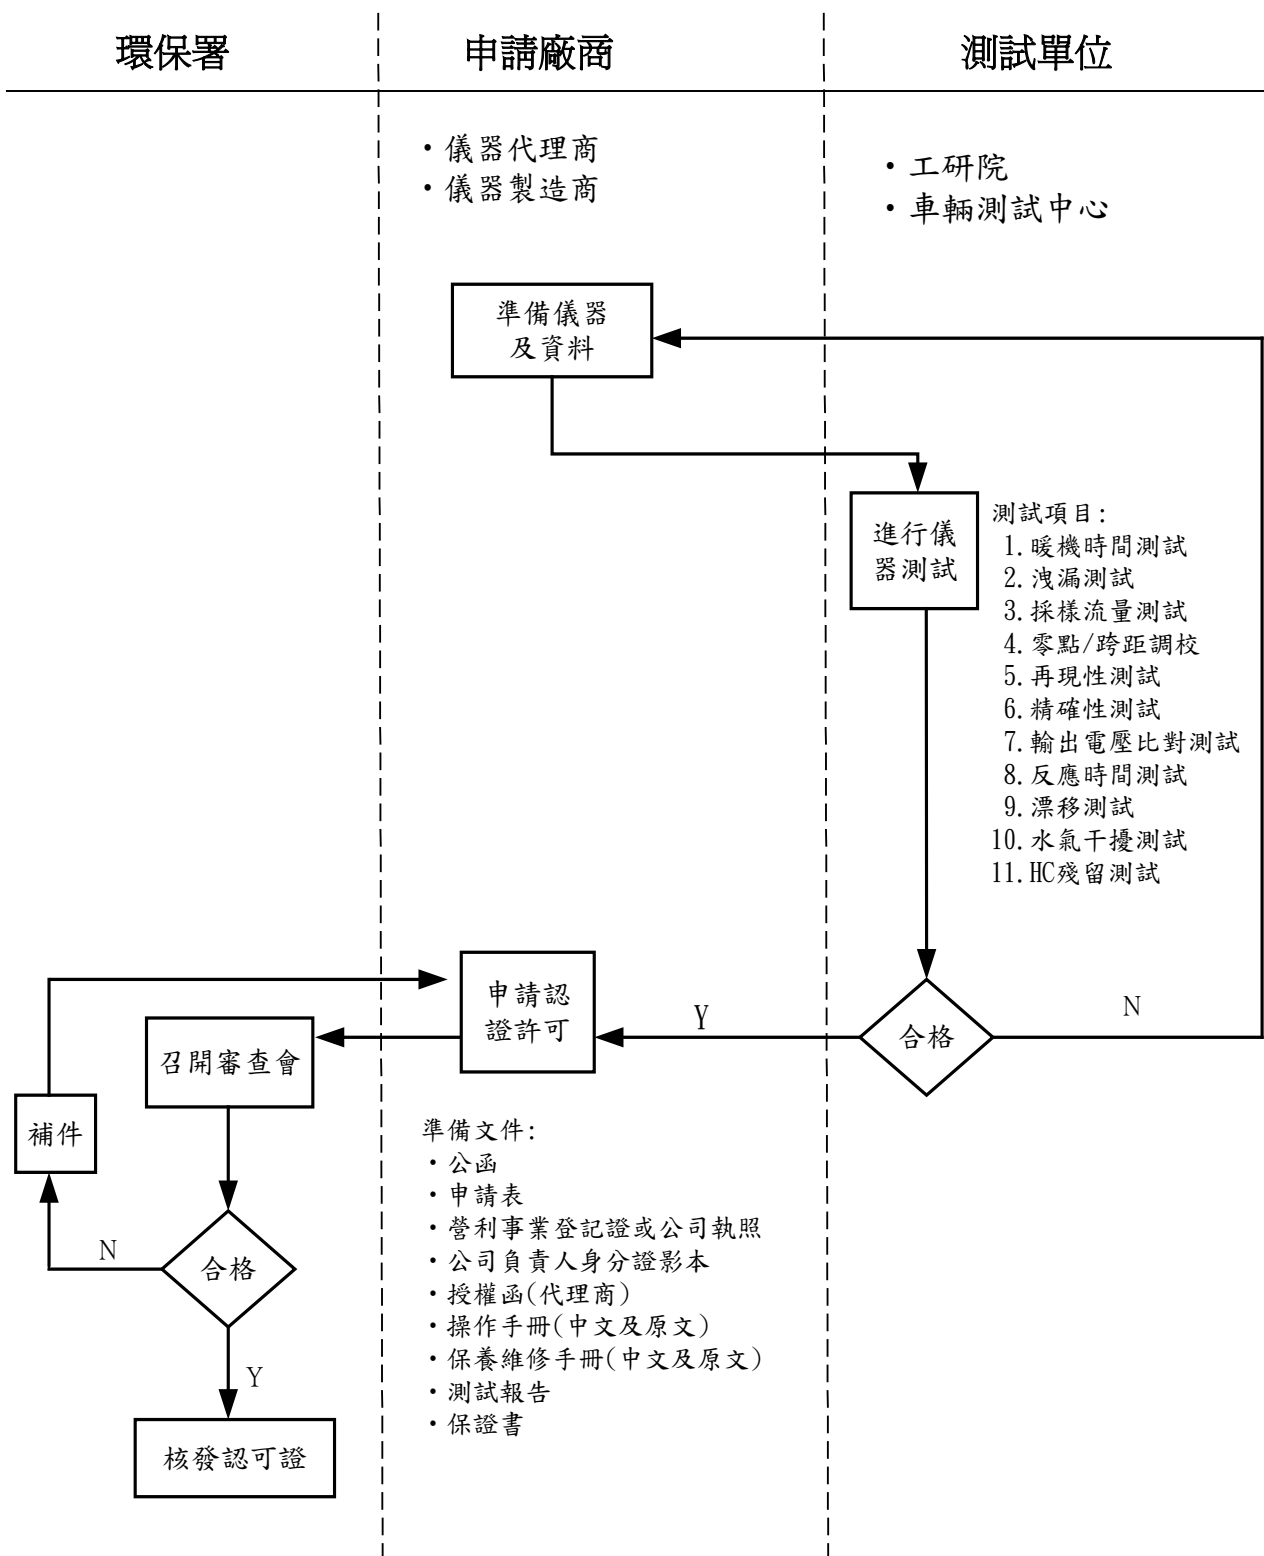 環保署
申請廠商
測試單位
・儀器代理商
・儀器製造商
・工研院
・車輛測試中心
準備儀器
及資料
進行儀
器測試
測試項目:
1.暖機時間測試
2.洩漏測試
3.採樣流量測試
4.零點/跨距調校
5.再現性測試
6.精確性測試
7.輸出電壓比對測試
8.反應時間測試
9.漂移測試
10.水氣干擾測試
11.HC殘留測試
申請認
證許可
Y
合格
N
召開審查會
補件
N
合格
Y
核發認可證
準備文件:
・公函
・申請表
・營利事業登記證或公司執照
・公司負責人身分證影本
・授權函(代理商)
・操作手冊(中文及原文)
・保養維修手冊(中文及原文)
・測試報告
・保證書